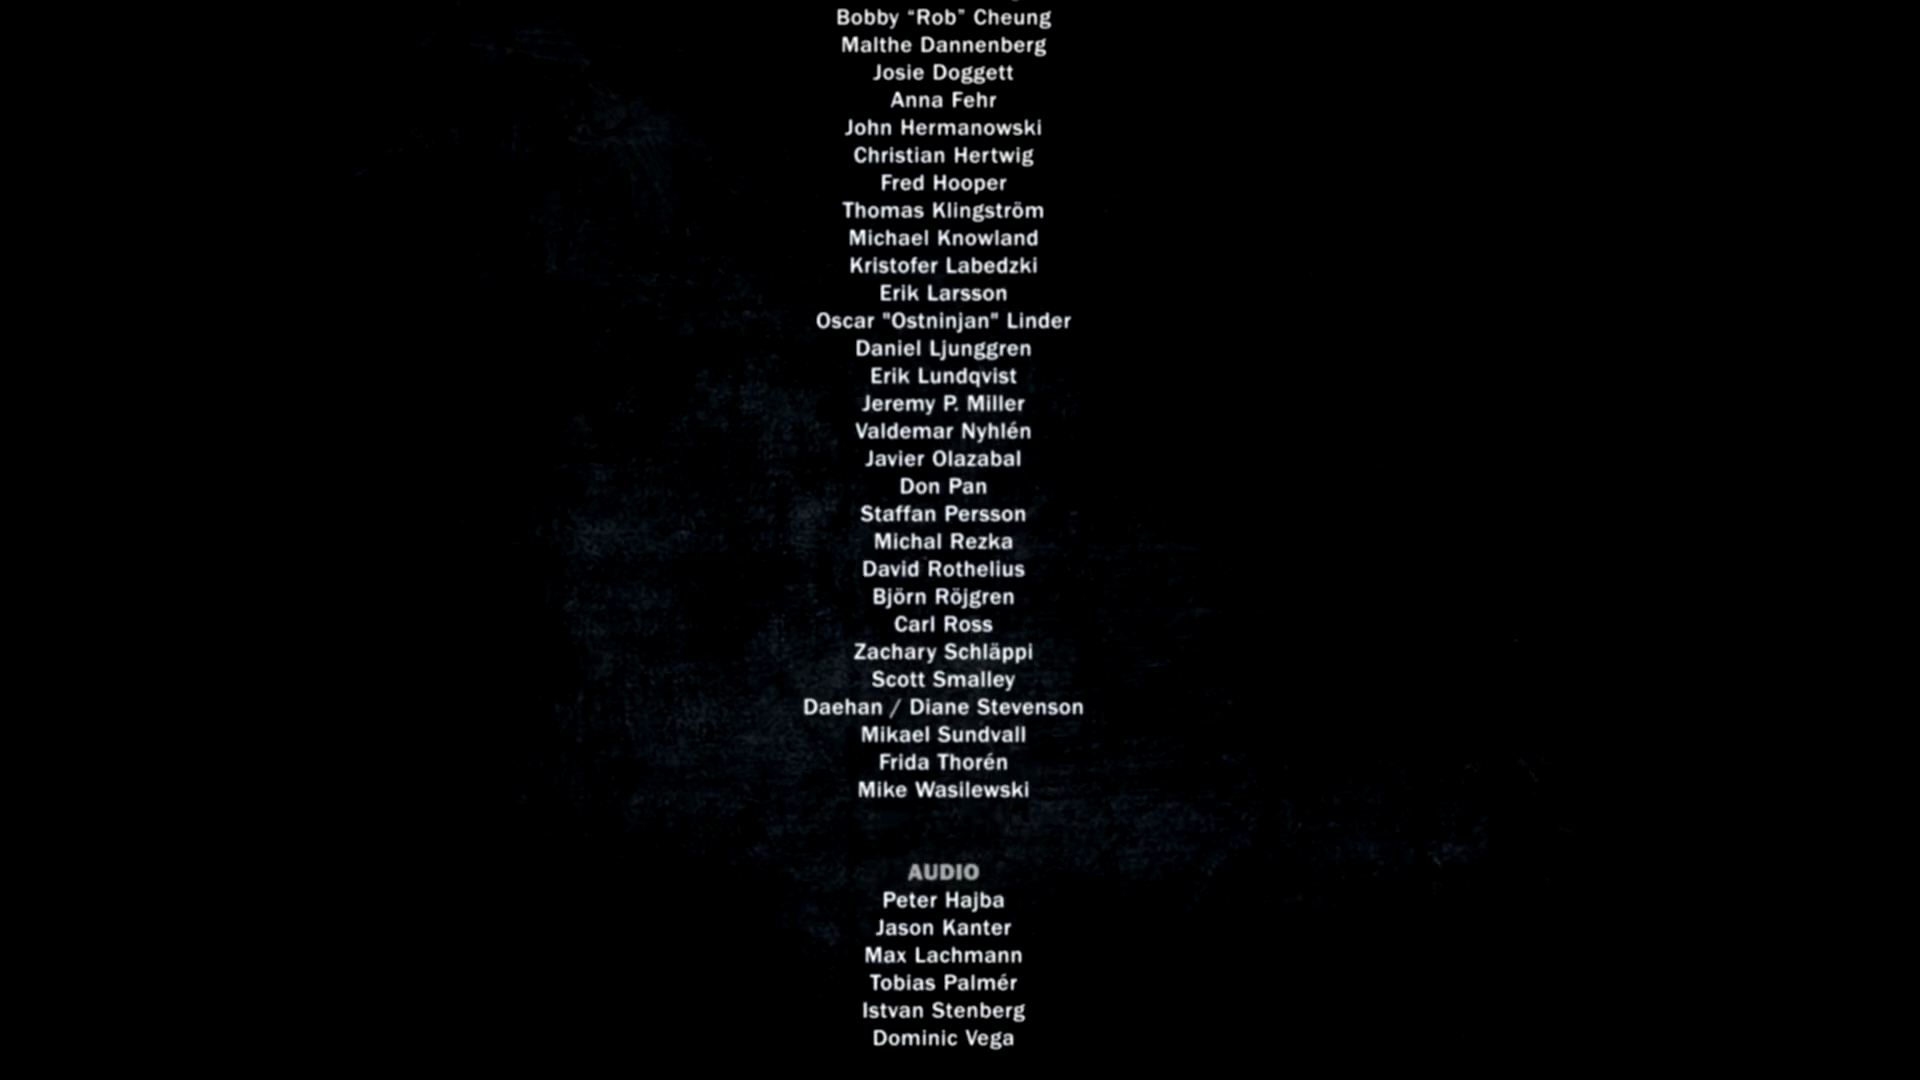 Bobby “Rob” Cheung
Malthe Dannenberg
Josie Doggett
Anna Fehr
John Hermanowski
Christian Hertwig
Fred Hooper
Thomas Klingström
Michael Knowland
Kristofer Labedzki
Erik Larsson
Oscar "Ostninjan" Linder
Daniel Ljunggren
Erik Lundqvist
Jeremy P. Miller
Valdemar Nyhlén
Javier Olazabal
Don Pan
Staffan Persson
Michal Rezka
David Rothelius
Björn Röjgren
Carl Ross
Zachary Schläppi
Scott Smalley
Daehan / Diane Stevenson
Mikael Sundvall
Frida Thorén
Mike Wasilewski
AUDIO
Peter Hajba
Jason Kanter
Max Lachmann
Tobias Palmér
Istvan Stenberg
Dominic Vega